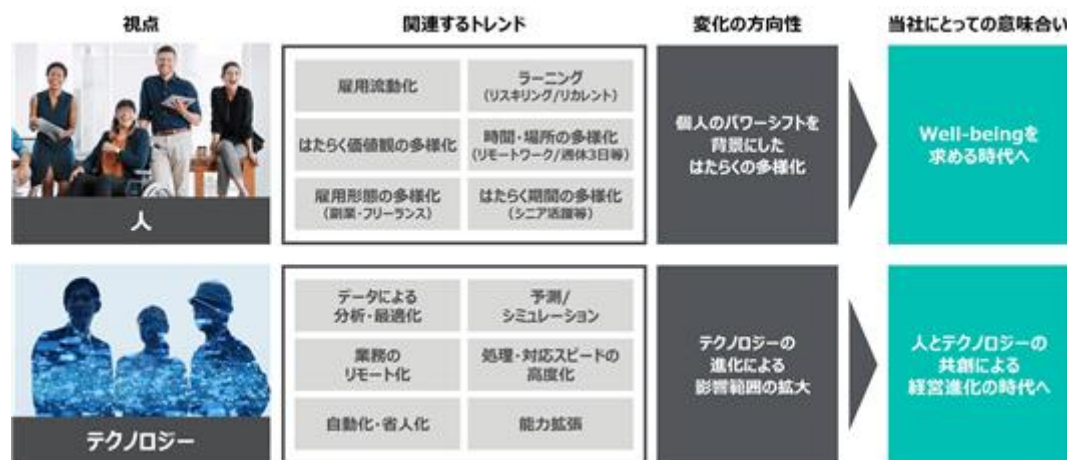 視点
関連するトレンド
変化の方向性
当社にとっての意味合い
人
雇用流動化
ラーニング
(リスキリング/リカレント)
はたらく価値観の多様化
時間・場所の多様化
(リモートワーク/週休3日等)
雇用形態の多様化
(副業・フリーランス)
はたらく期間の多様化
(シニア活躍等)
個人のパワーシフトを
背景にした
はたらくの多様化
Well-beingを
求める時代へ
テクノロジー
データによる
分析・最適化
予測/
シミュレーション
業務の
リモート化
処理・対応スピードの
高度化
自動化・省人化
能力拡張
テクノロジーの
進化による
影響範囲の拡大
人とテクノロジーの
共創による
経営進化の時代へ